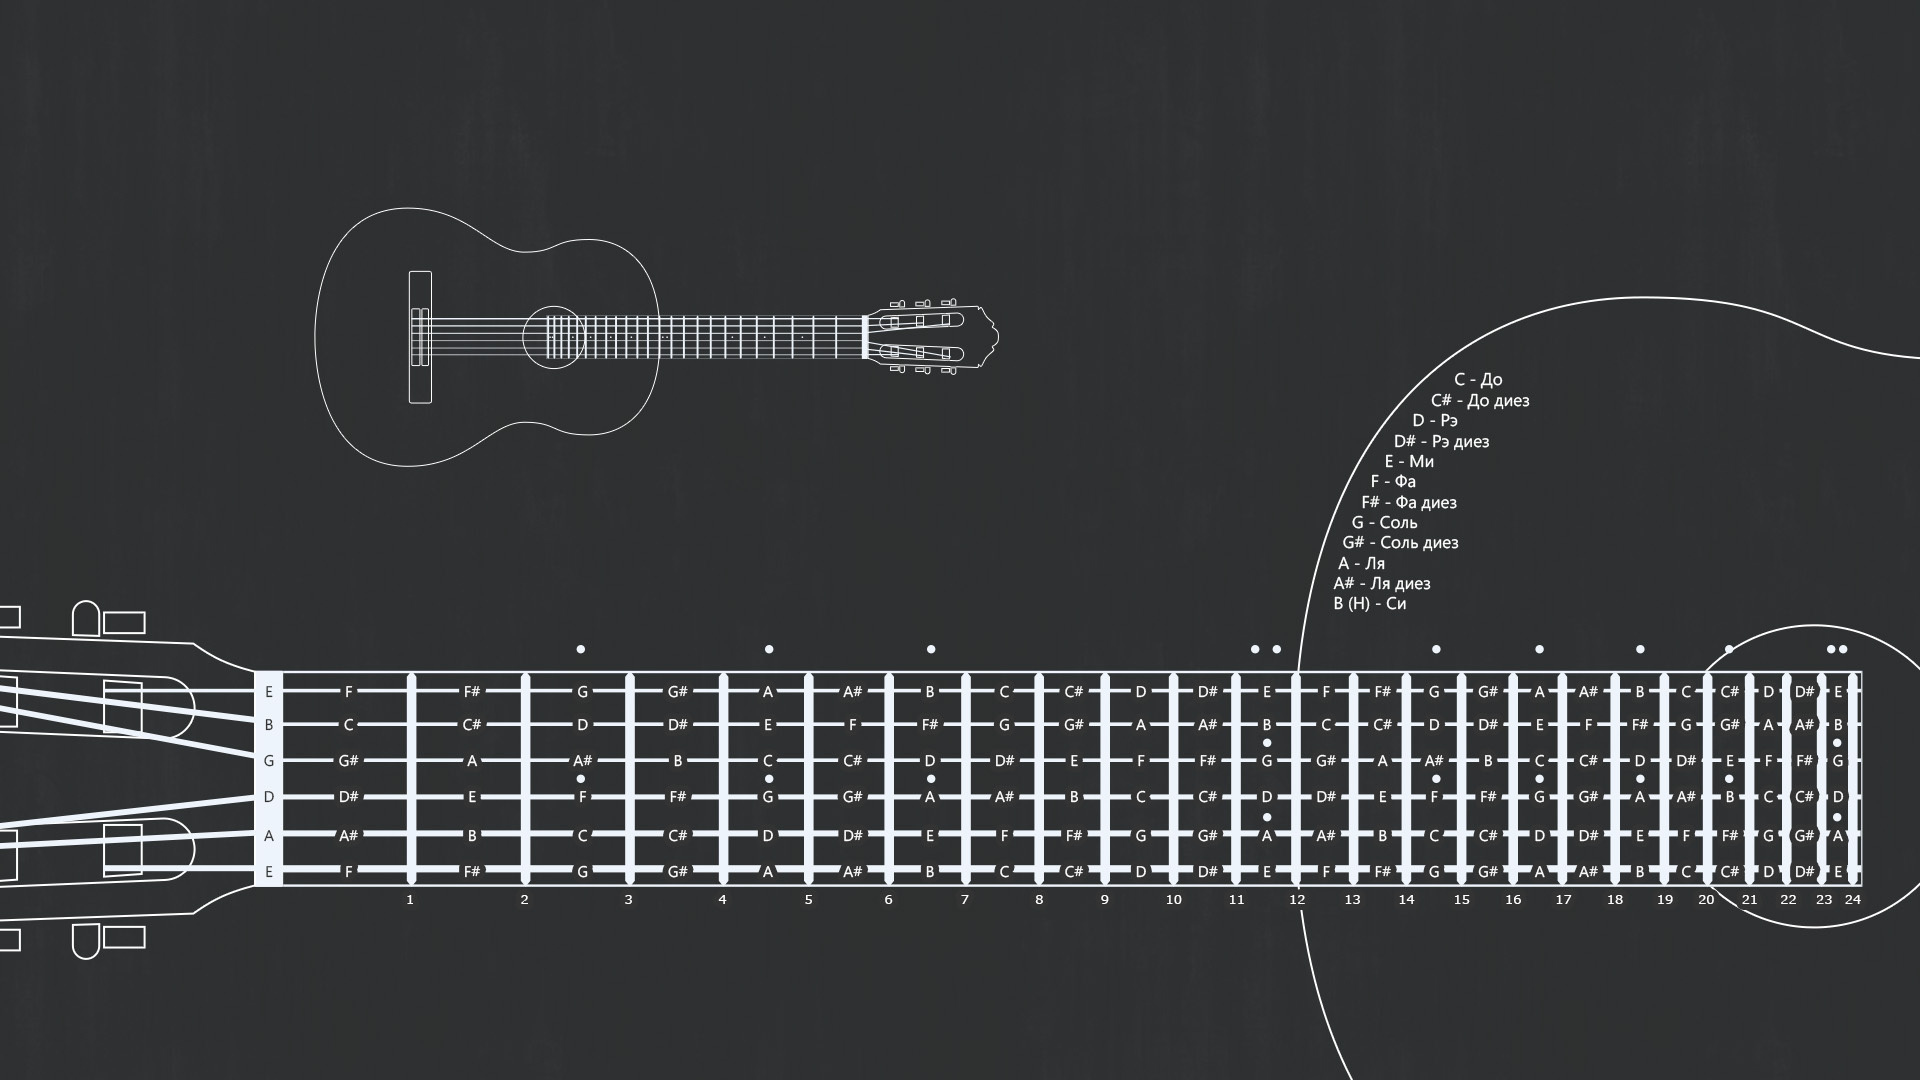 C - До
C# - До диез
D - Рэ
D# - Рэ диез
E - Ми
F - Фа
F# - Фа диез
G - Соль
G# - Соль диез
A - Ля
A# - Ля диез
B (H) - Си
E F F# G G# A A# B C C# D D# E F F# G G# A A# B C C# D D# E
B C C# D D# E F F# G G# A A# B C C# D D# E F F# G G# A A# B
G G# A A# B C C# D D# E F F# G G# A A# B C C# D D# E F F# G
D D# E F F# G G# A A# B C C# D D# E F F# G G# A A# B C C# D
A A# B C C# D D# E F F# G G# A A# B C C# D D# E F F# G G# A
E F F# G G# A A# B C C# D D# E F F# G G# A A# B C C# D D# E
1 2 3 4 5 6 7 8 9 10 11 12 13 14 15 16 17 18 19 20 21 22 23 24